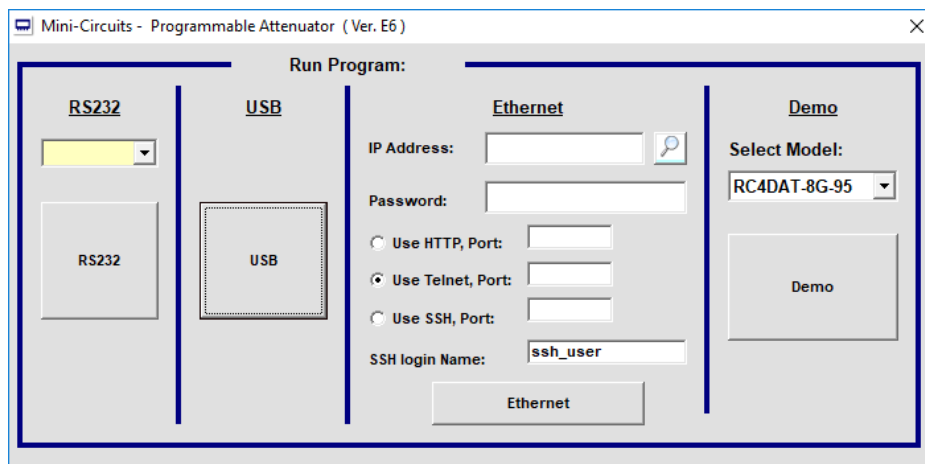 Mini-Circuits - Programmable Attenuator ( Ver. E6 )
Run Program:
RS232
USB
Ethernet
Demo
IP Address:
Select Model:
RC4DAT-8G-95
Password:
RS232
USB
Use HTTP, Port:
Use Telnet, Port:
Demo
Use SSH, Port:
SSH login Name:
ssh_user
Ethernet